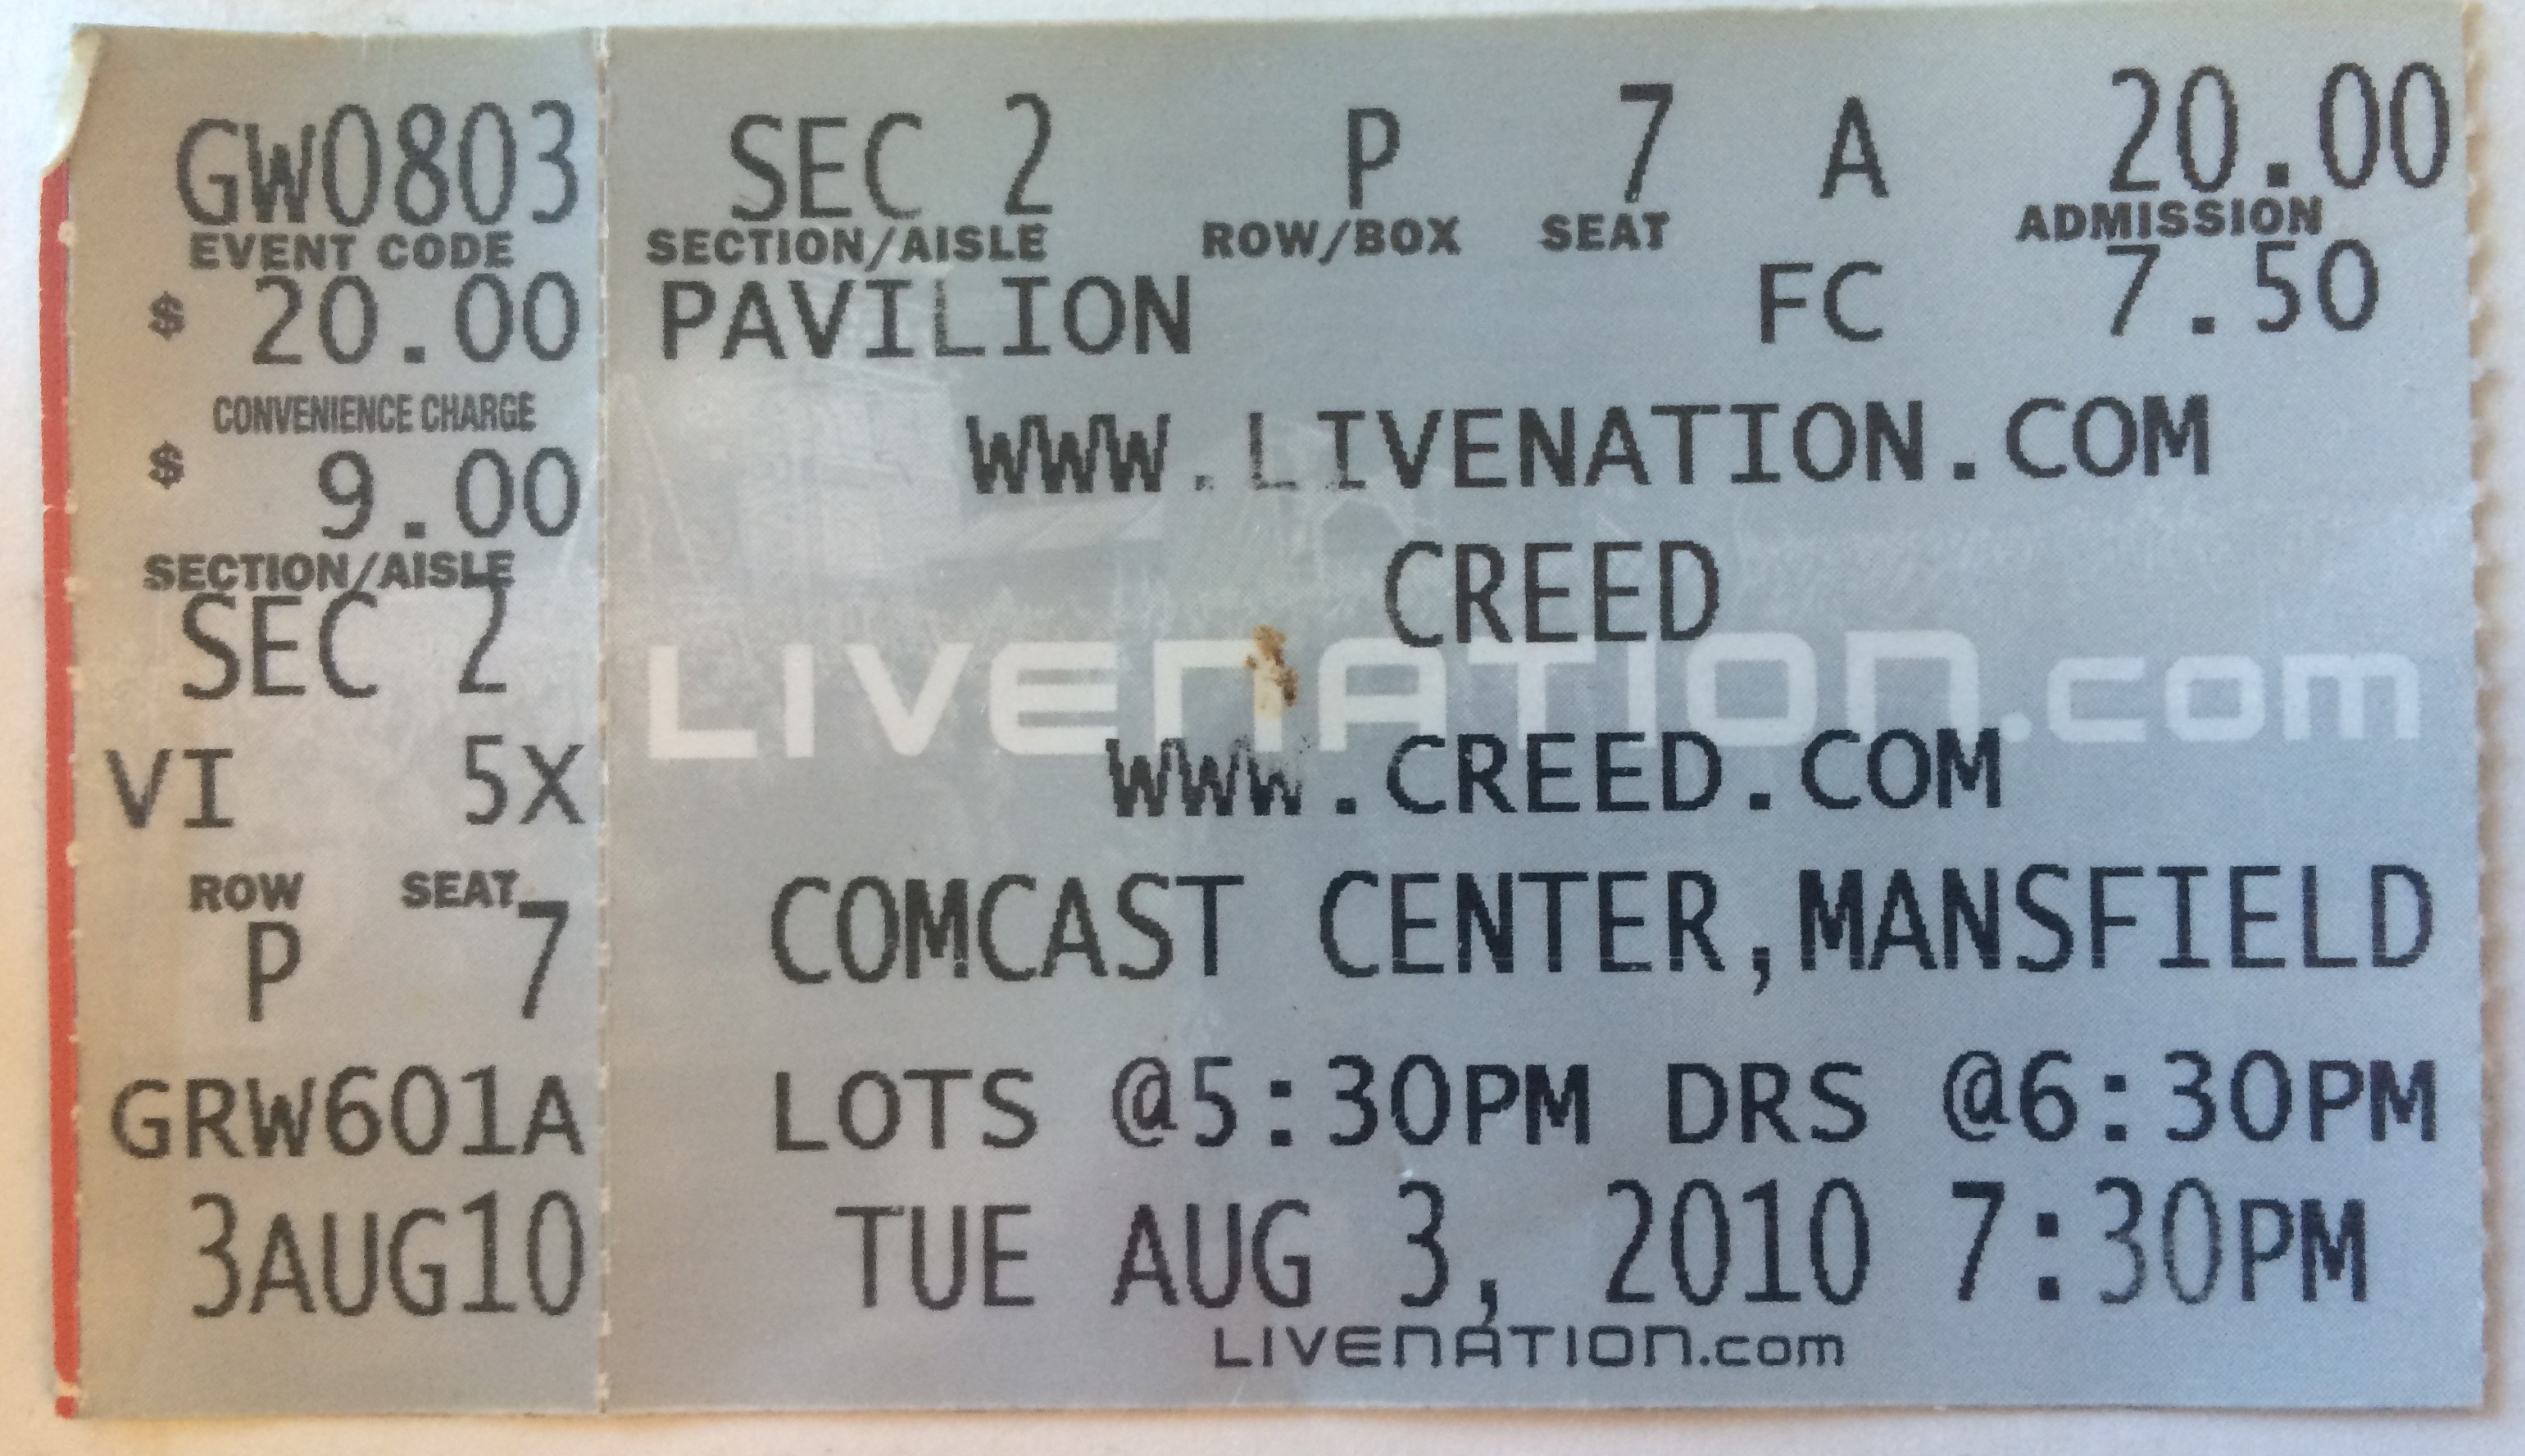 GW0803
EVENT CODE
$ 20.00
CONVENIENCE CHARGE
$ 9.00
SECTION/AISLE
SEC 2
VI 5X
ROW SEAT
P 7
GRW601A
3AUG10
SEC 2 P 7 A 20.00
SECTION/AISLE ROW/BOX SEAT ADMISSION
PAVILION FC 7.50
WWW.LIVENATION.COM
CREED
LIVENATION.com
WWW.CREED.COM
COMCAST CENTER,MANSFIELD
LOTS @5:30PM DRS @6:30PM
TUE AUG 3, 2010 7:30PM
LIVENATION.com